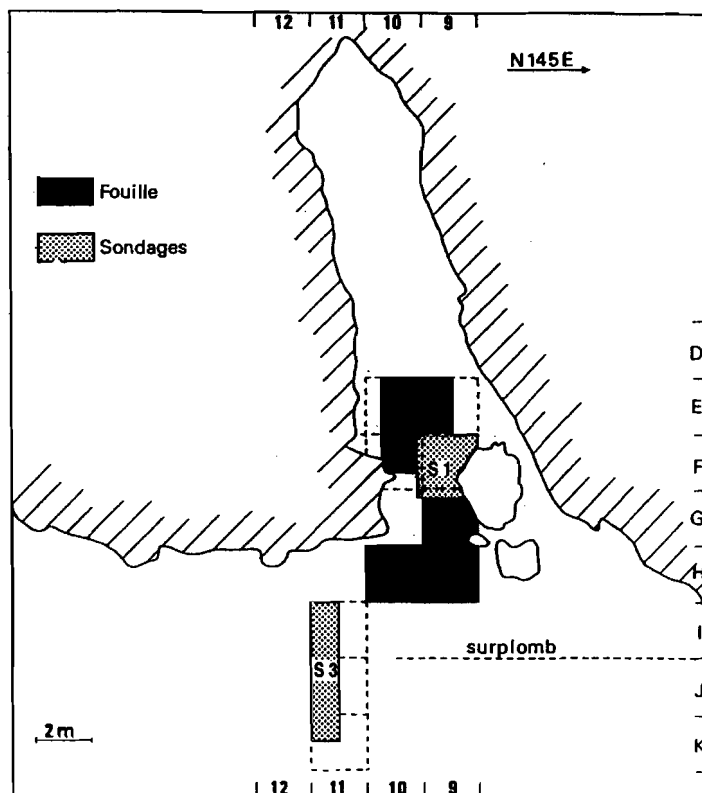 12 11 10 9
N145E
Fouille
Sondages
D
E
F
S1
G
H
I
surplomb
S3
J
2m
K
12 11 10 9